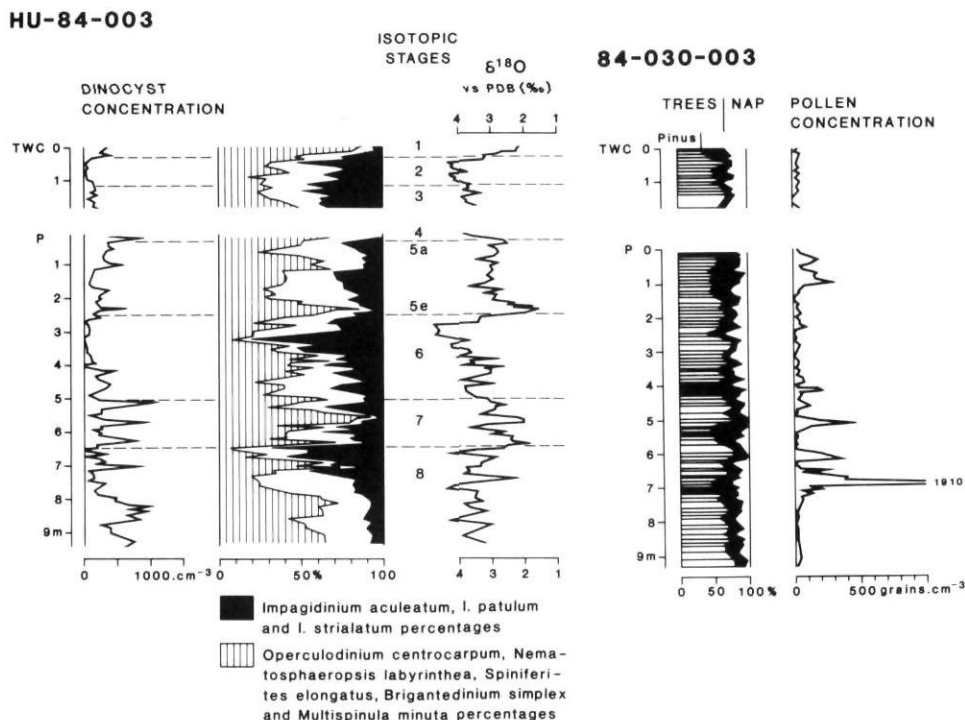 HU-84-003
ISOTOPIC
STAGES
δ18O
vs PDB (‰)
4 3 2 1
84-030-003
DINOCYST
CONCENTRATION
TREES | NAP
Pinus
POLLEN
CONCENTRATION
TWC 0
1
1
2
3
TWC 0
1
P
1
2
3
4
5
6
7
8
9m
4
5a
5e
6
7
8
P 0
1
2
3
4
5
6
7
8
9m
1910
0 1000.cm-3
0 50% 100
4 3 2 1
0 50 100%
0 500 grains.cm-3
Impagidinium aculeatum, I. patulum
and I. strialatum percentages
Operculodinium centrocarpum, Nema-
tosphaeropsis labyrinthea, Spiniferi-
tes elongatus, Brigantedinium simplex
and Multispinula minuta percentages